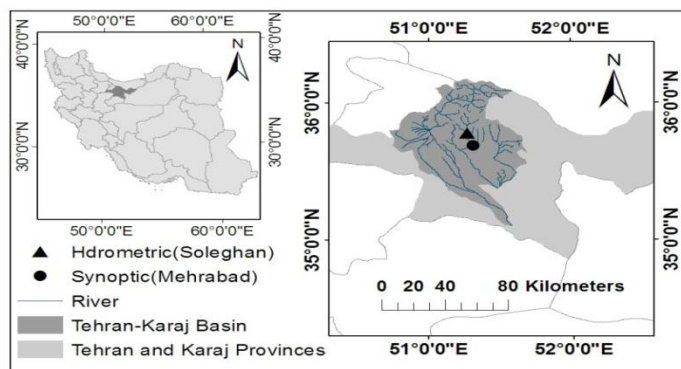 50°0'0"E 60°0'0"E
40°0'0"N
30°0'0"N
N
40°0'0"N
30°0'0"N
50°0'0"E 60°0'0"E
Hdrometric(Soleghan)
Synoptic(Mehrabad)
River
Tehran-Karaj Basin
Tehran and Karaj Provinces
51°0'0"E 52°0'0"E
36°0'0"N
35°0'0"N
N
36°0'0"N
35°0'0"N
0 20 40 80 Kilometers
51°0'0"E 52°0'0"E